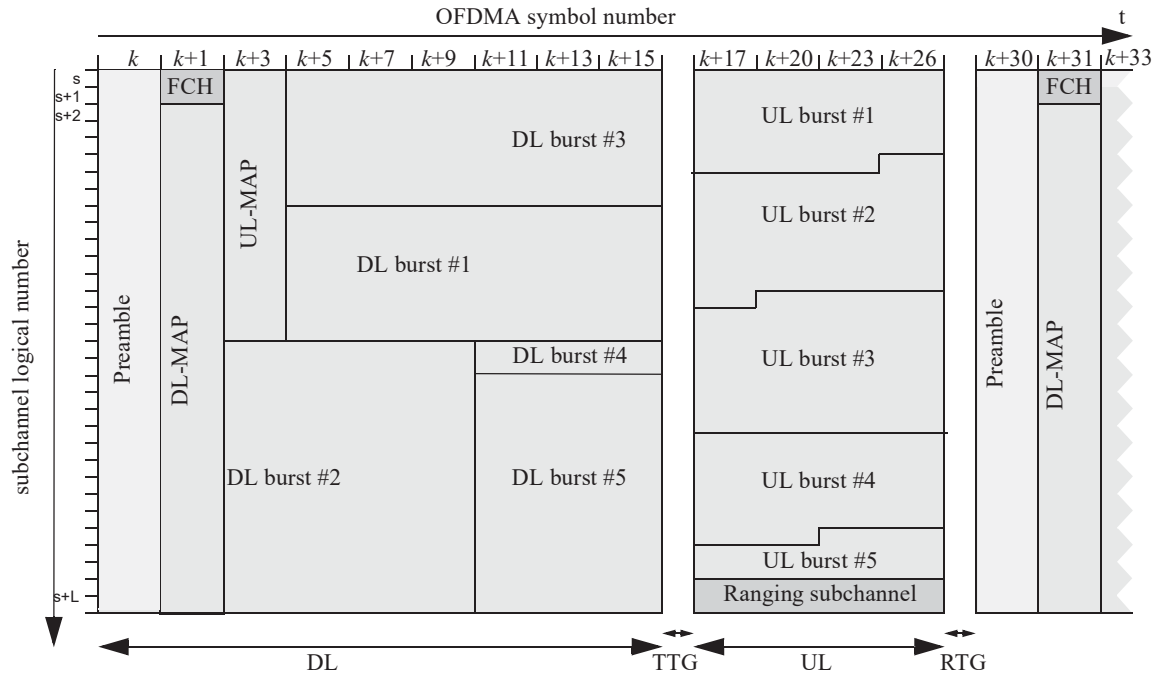 OFDMA symbol number
t
k
k+1
k+3
k+5
k+7
k+9
k+11
k+13
k+15
k+17
k+20
k+23
k+26
k+30
k+31
k+33
s
s+1
s+2
s+L
subchannel logical number
Preamble
FCH
DL-MAP
UL-MAP
DL burst #3
DL burst #1
DL burst #4
DL burst #2
DL burst #5
UL burst #1
UL burst #2
UL burst #3
UL burst #4
UL burst #5
Ranging subchannel
Preamble
FCH
DL-MAP
DL
TTG
UL
RTG